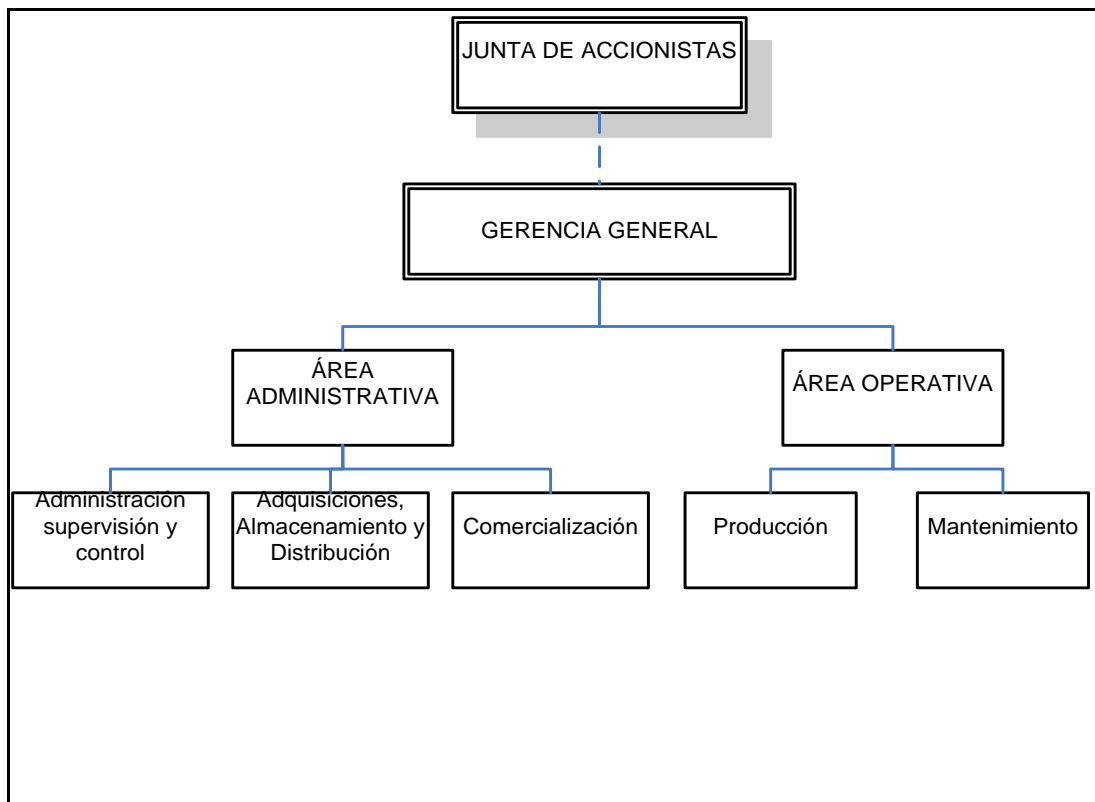 JUNTA DE ACCIONISTAS
GERENCIA GENERAL
ÁREA
ADMINISTRATIVA
ÁREA OPERATIVA
Administración
supervisión y
control
Adquisiciones,
Almacenamiento y
Distribución
Comercialización
Producción
Mantenimiento